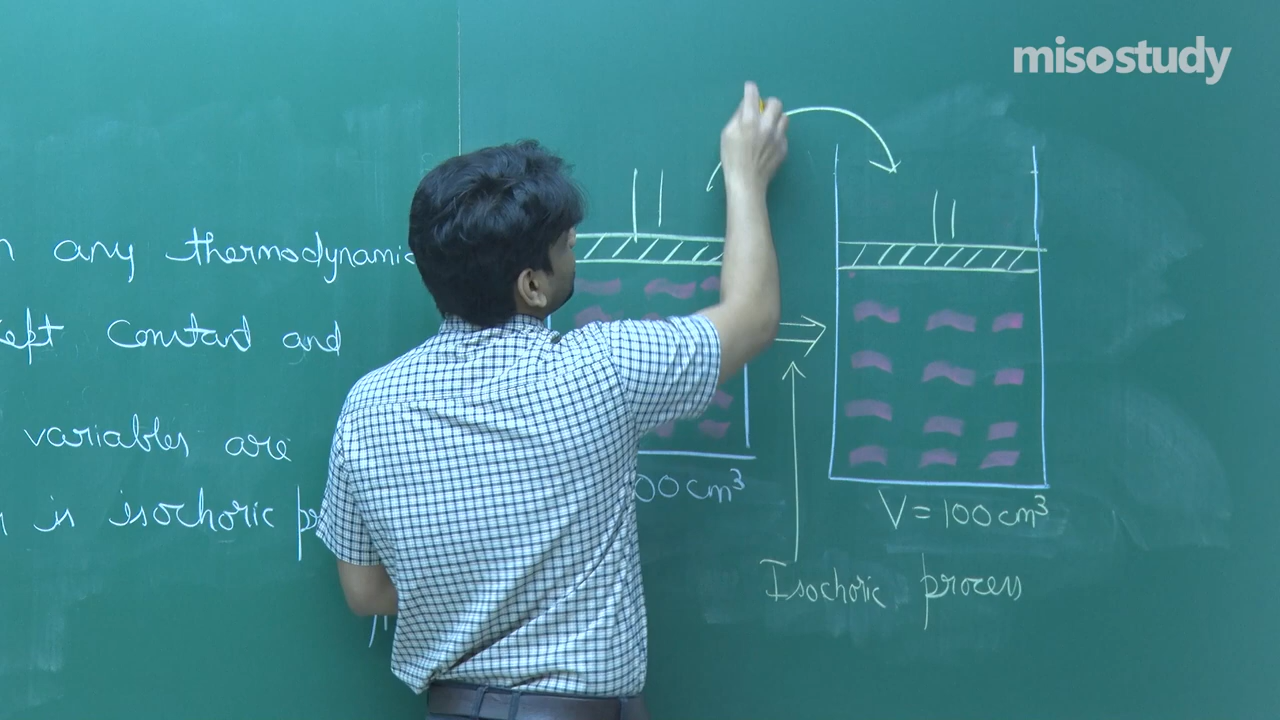 misostudy
any thermodynamic
Constant and
variables are
is isochoric
00 cm³
V = 100 cm³
Isochoric process